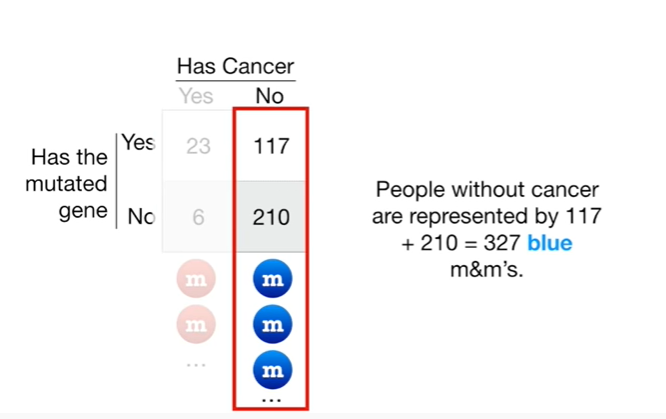 Has Cancer
Yes No
Has the mutated gene
Yes 23 117
No 6 210
m m
m m
... m
...
People without cancer
are represented by 117
+ 210 = 327 blue
m&m's.